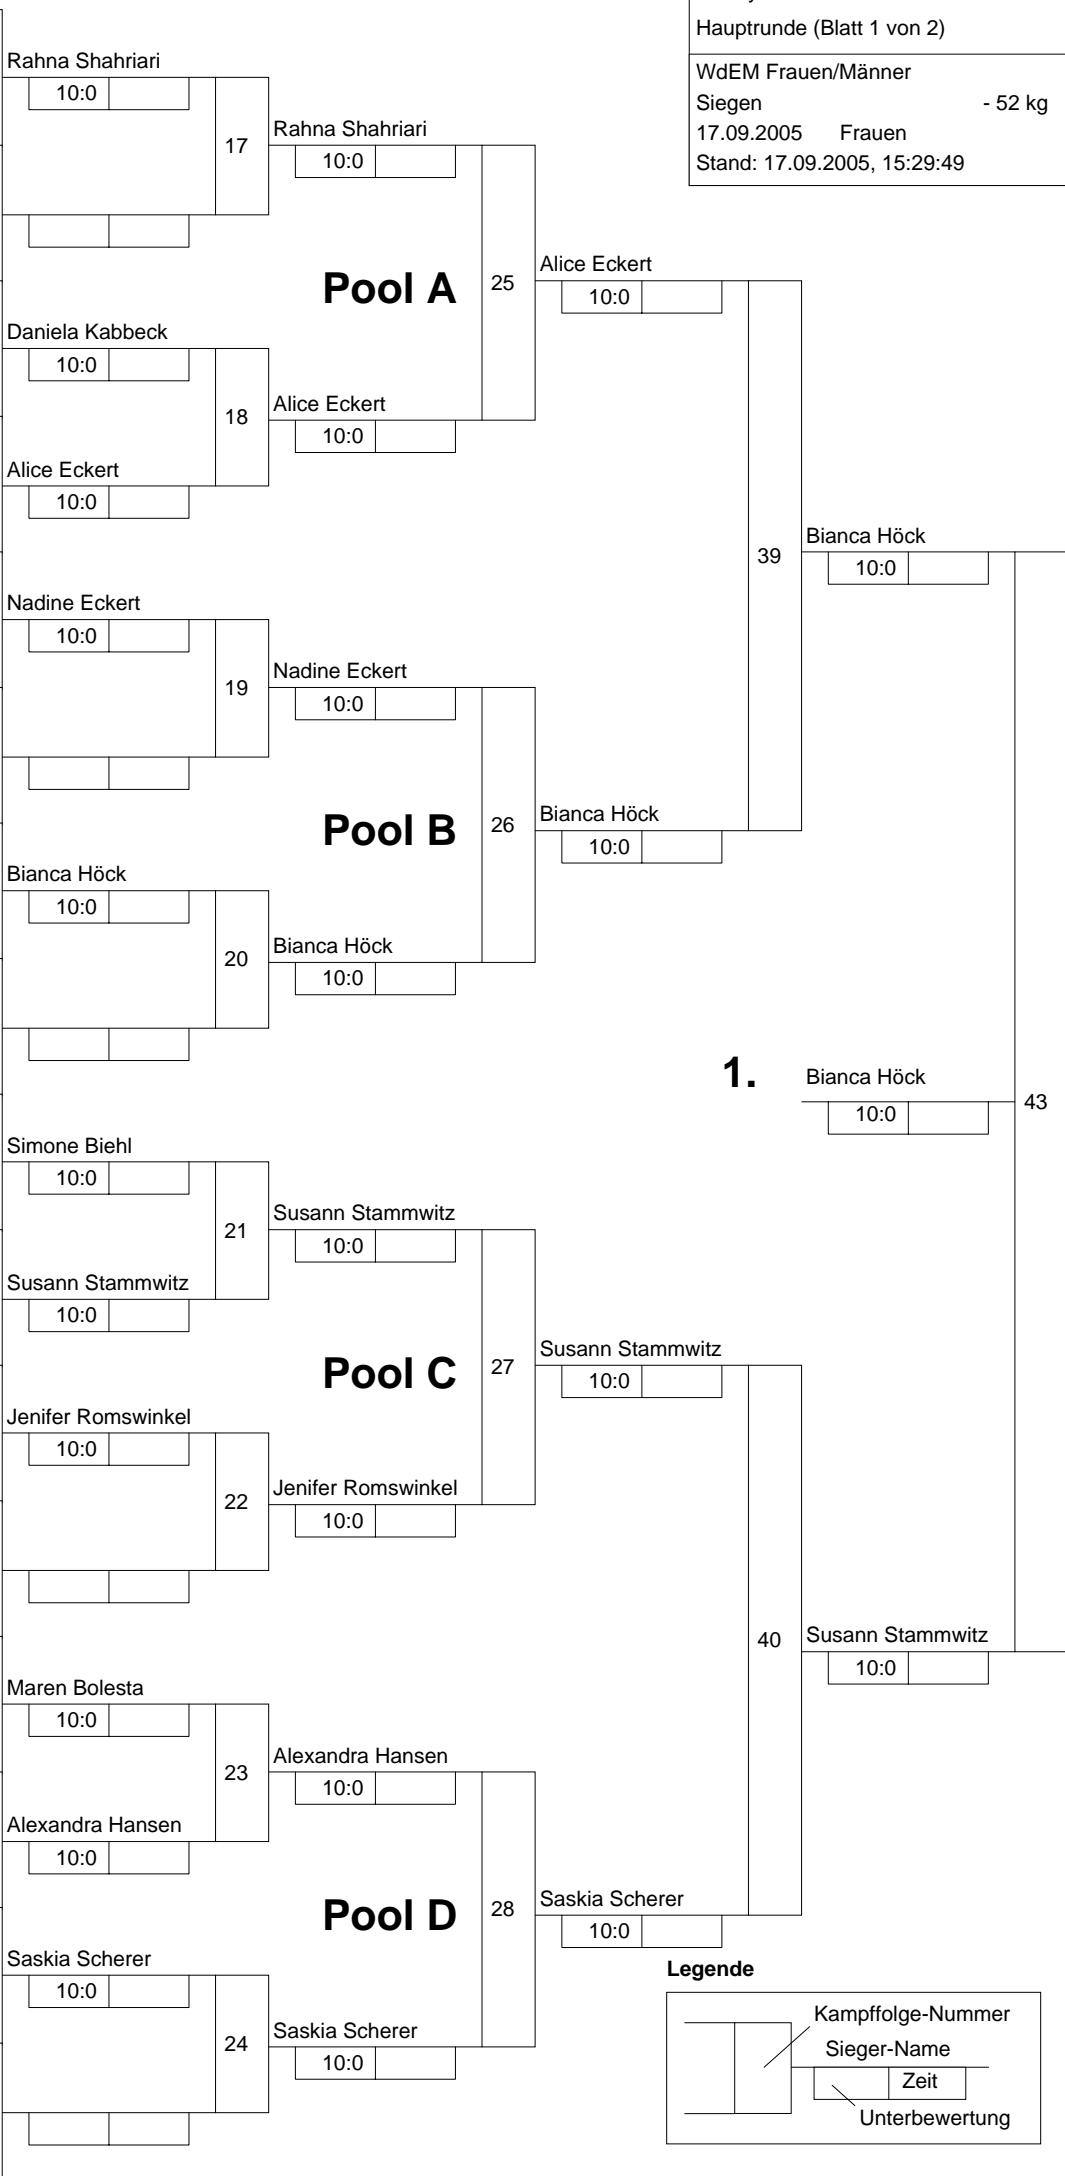 Hauptrunde (Blatt 1 von 2)
WdEM Frauen/Männer
Siegen - 52 kg
17.09.2005 Frauen
Stand: 17.09.2005, 15:29:49
Rahna Shahriari
10:0
17
Rahna Shahriari
10:0
Pool A
25
Alice Eckert
10:0
Daniela Kabbeck
10:0
18
Alice Eckert
10:0
Alice Eckert
10:0
39
Bianca Höck
10:0
Nadine Eckert
10:0
19
Nadine Eckert
10:0
Pool B
26
Bianca Höck
10:0
Bianca Höck
10:0
20
Bianca Höck
10:0
1.
Bianca Höck
10:0
43
Simone Biehl
10:0
21
Susann Stammwitz
10:0
Susann Stammwitz
10:0
Pool C
27
Susann Stammwitz
10:0
Jenifer Romswinkel
10:0
22
Jenifer Romswinkel
10:0
40
Susann Stammwitz
10:0
Maren Bolesta
10:0
23
Alexandra Hansen
10:0
Alexandra Hansen
10:0
Pool D
28
Saskia Scherer
10:0
Saskia Scherer
10:0
24
Saskia Scherer
10:0
Legende
Kampffolge-Nummer
Sieger-Name
Zeit
Unterbewertung